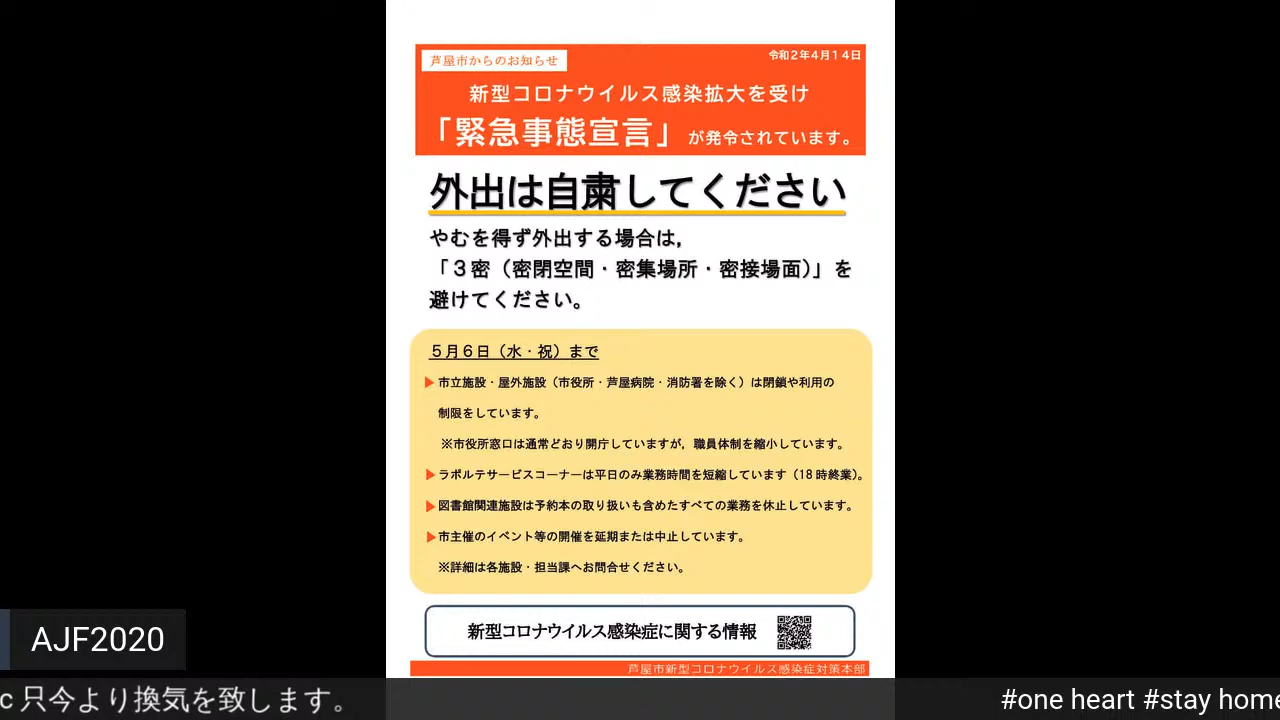 芦屋市からのお知らせ
令和２年４月１４日
新型コロナウイルス感染拡大を受け
「緊急事態宣言」が発令されています。
外出は自粛してください
やむを得ず外出する場合は，
「３密（密閉空間・密集場所・密接場面）」を
避けてください。
５月６日（水・祝）まで
▶市立施設・屋外施設（市役所・芦屋病院・消防署を除く）は閉鎖や利用の
制限をしています。
※市役所窓口は通常どおり開庁していますが，職員体制を縮小しています。
▶ラポルテサービスコーナーは平日のみ業務時間を短縮しています（18時終業）。
▶図書館関連施設は予約本の取り扱いも含めたすべての業務を休止しています。
▶市主催のイベント等の開催を延期または中止しています。
※詳細は各施設・担当課へお問合せください。
新型コロナウイルス感染症に関する情報
芦屋市新型コロナウイルス感染症対策本部
AJF2020
c 只今より換気を致します。
#one heart #stay home